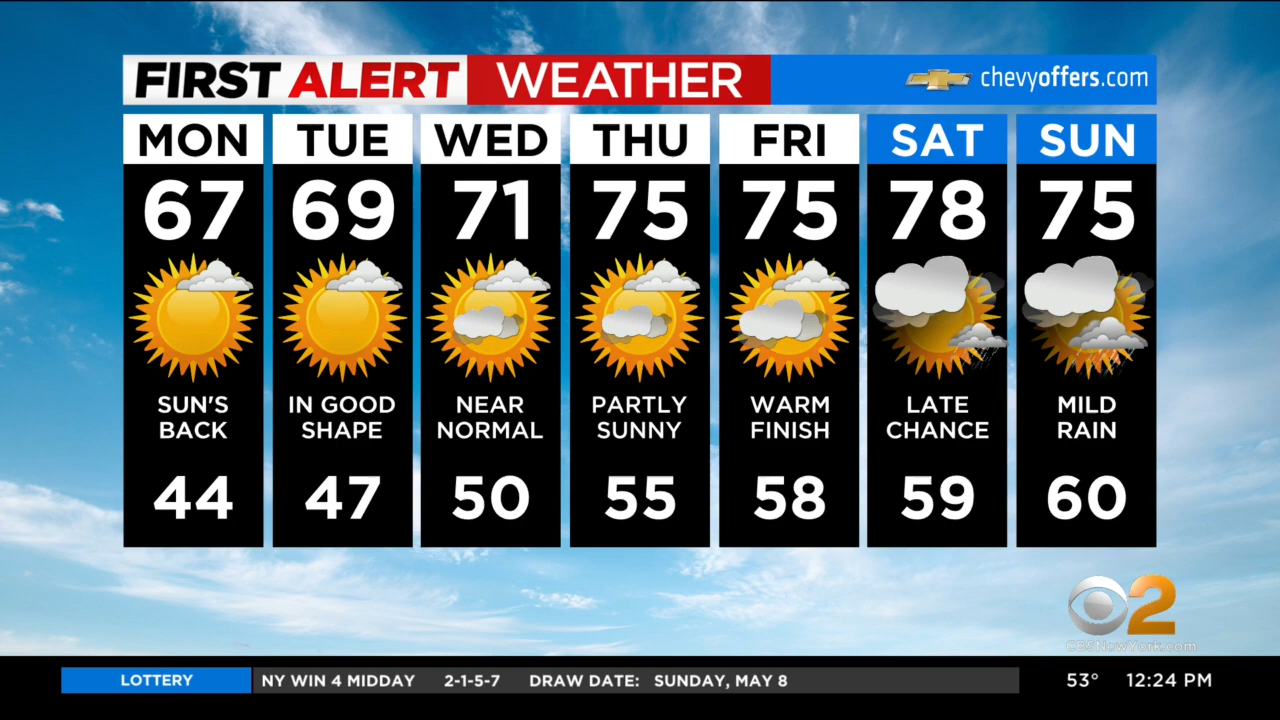 FIRST ALERT WEATHER
chevyoffers.com
MON TUE WED THU FRI SAT SUN
67 69 71 75 75 78 75
SUN'S IN GOOD NEAR PARTLY WARM LATE MILD
BACK SHAPE NORMAL SUNNY FINISH CHANCE RAIN
44 47 50 55 58 59 60
2
CBSNewYork.com
LOTTERY NY WIN 4 MIDDAY 2-1-5-7 DRAW DATE: SUNDAY, MAY 8 53° 12:24 PM